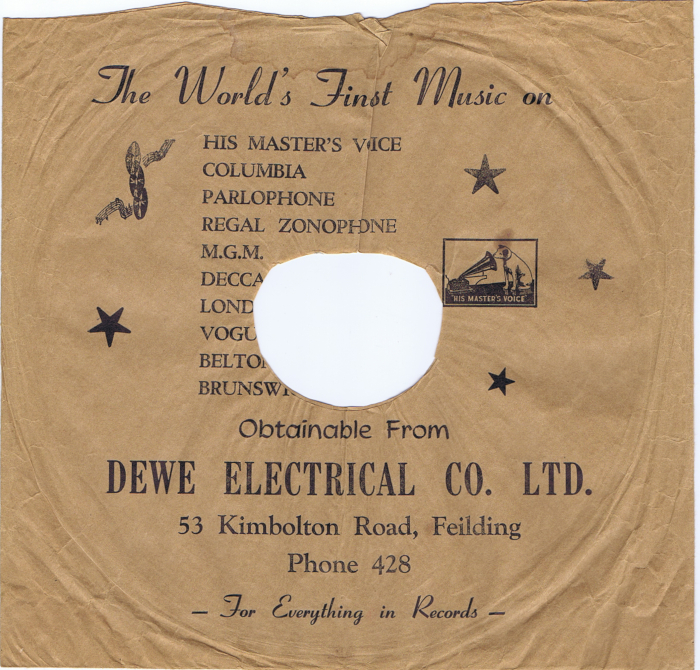 The World's Finst Music on
HIS MASTER'S VOICE
COLUMBIA
PARLOPHONE
REGAL ZONOPHONE
M.G.M.
DECCA
LOND
VOGU
BELTO
BRUNSWI
"HIS MASTER'S VOICE"
Obtainable From
DEWE ELECTRICAL CO. LTD.
53 Kimbolton Road, Feilding
Phone 428
— For Everything in Records —